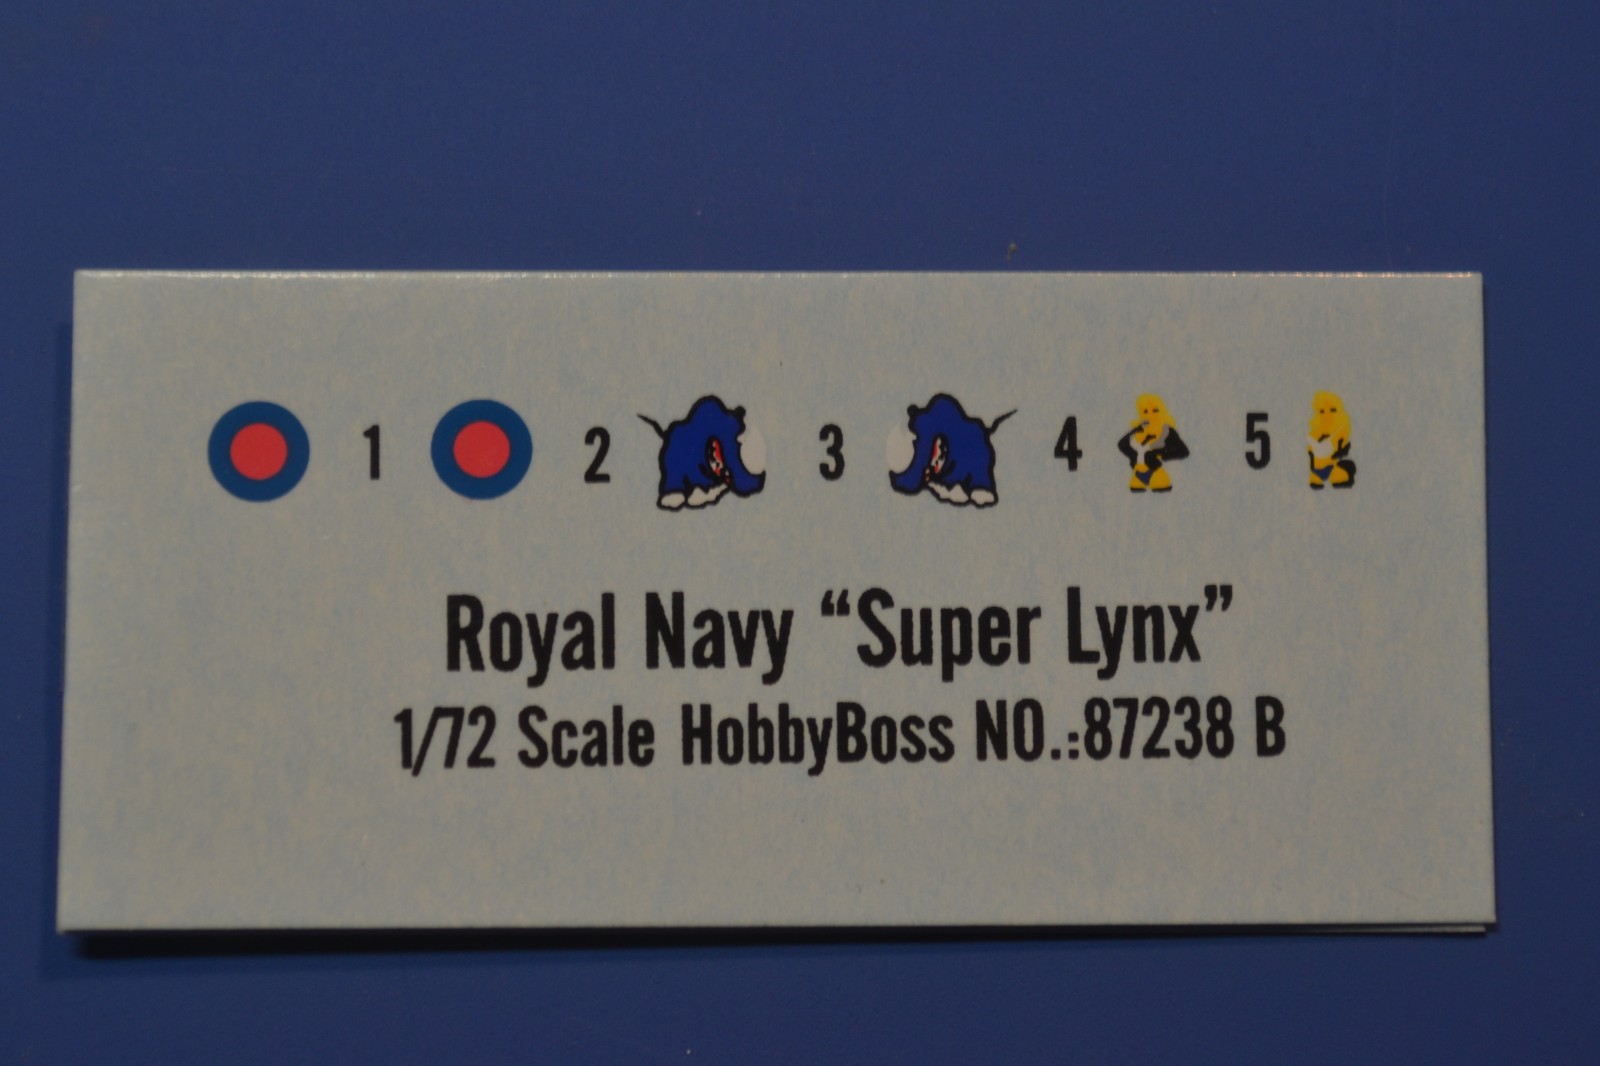 1 2 3 4 5
Royal Navy “Super Lynx”
1/72 Scale HobbyBoss NO.:87238 B